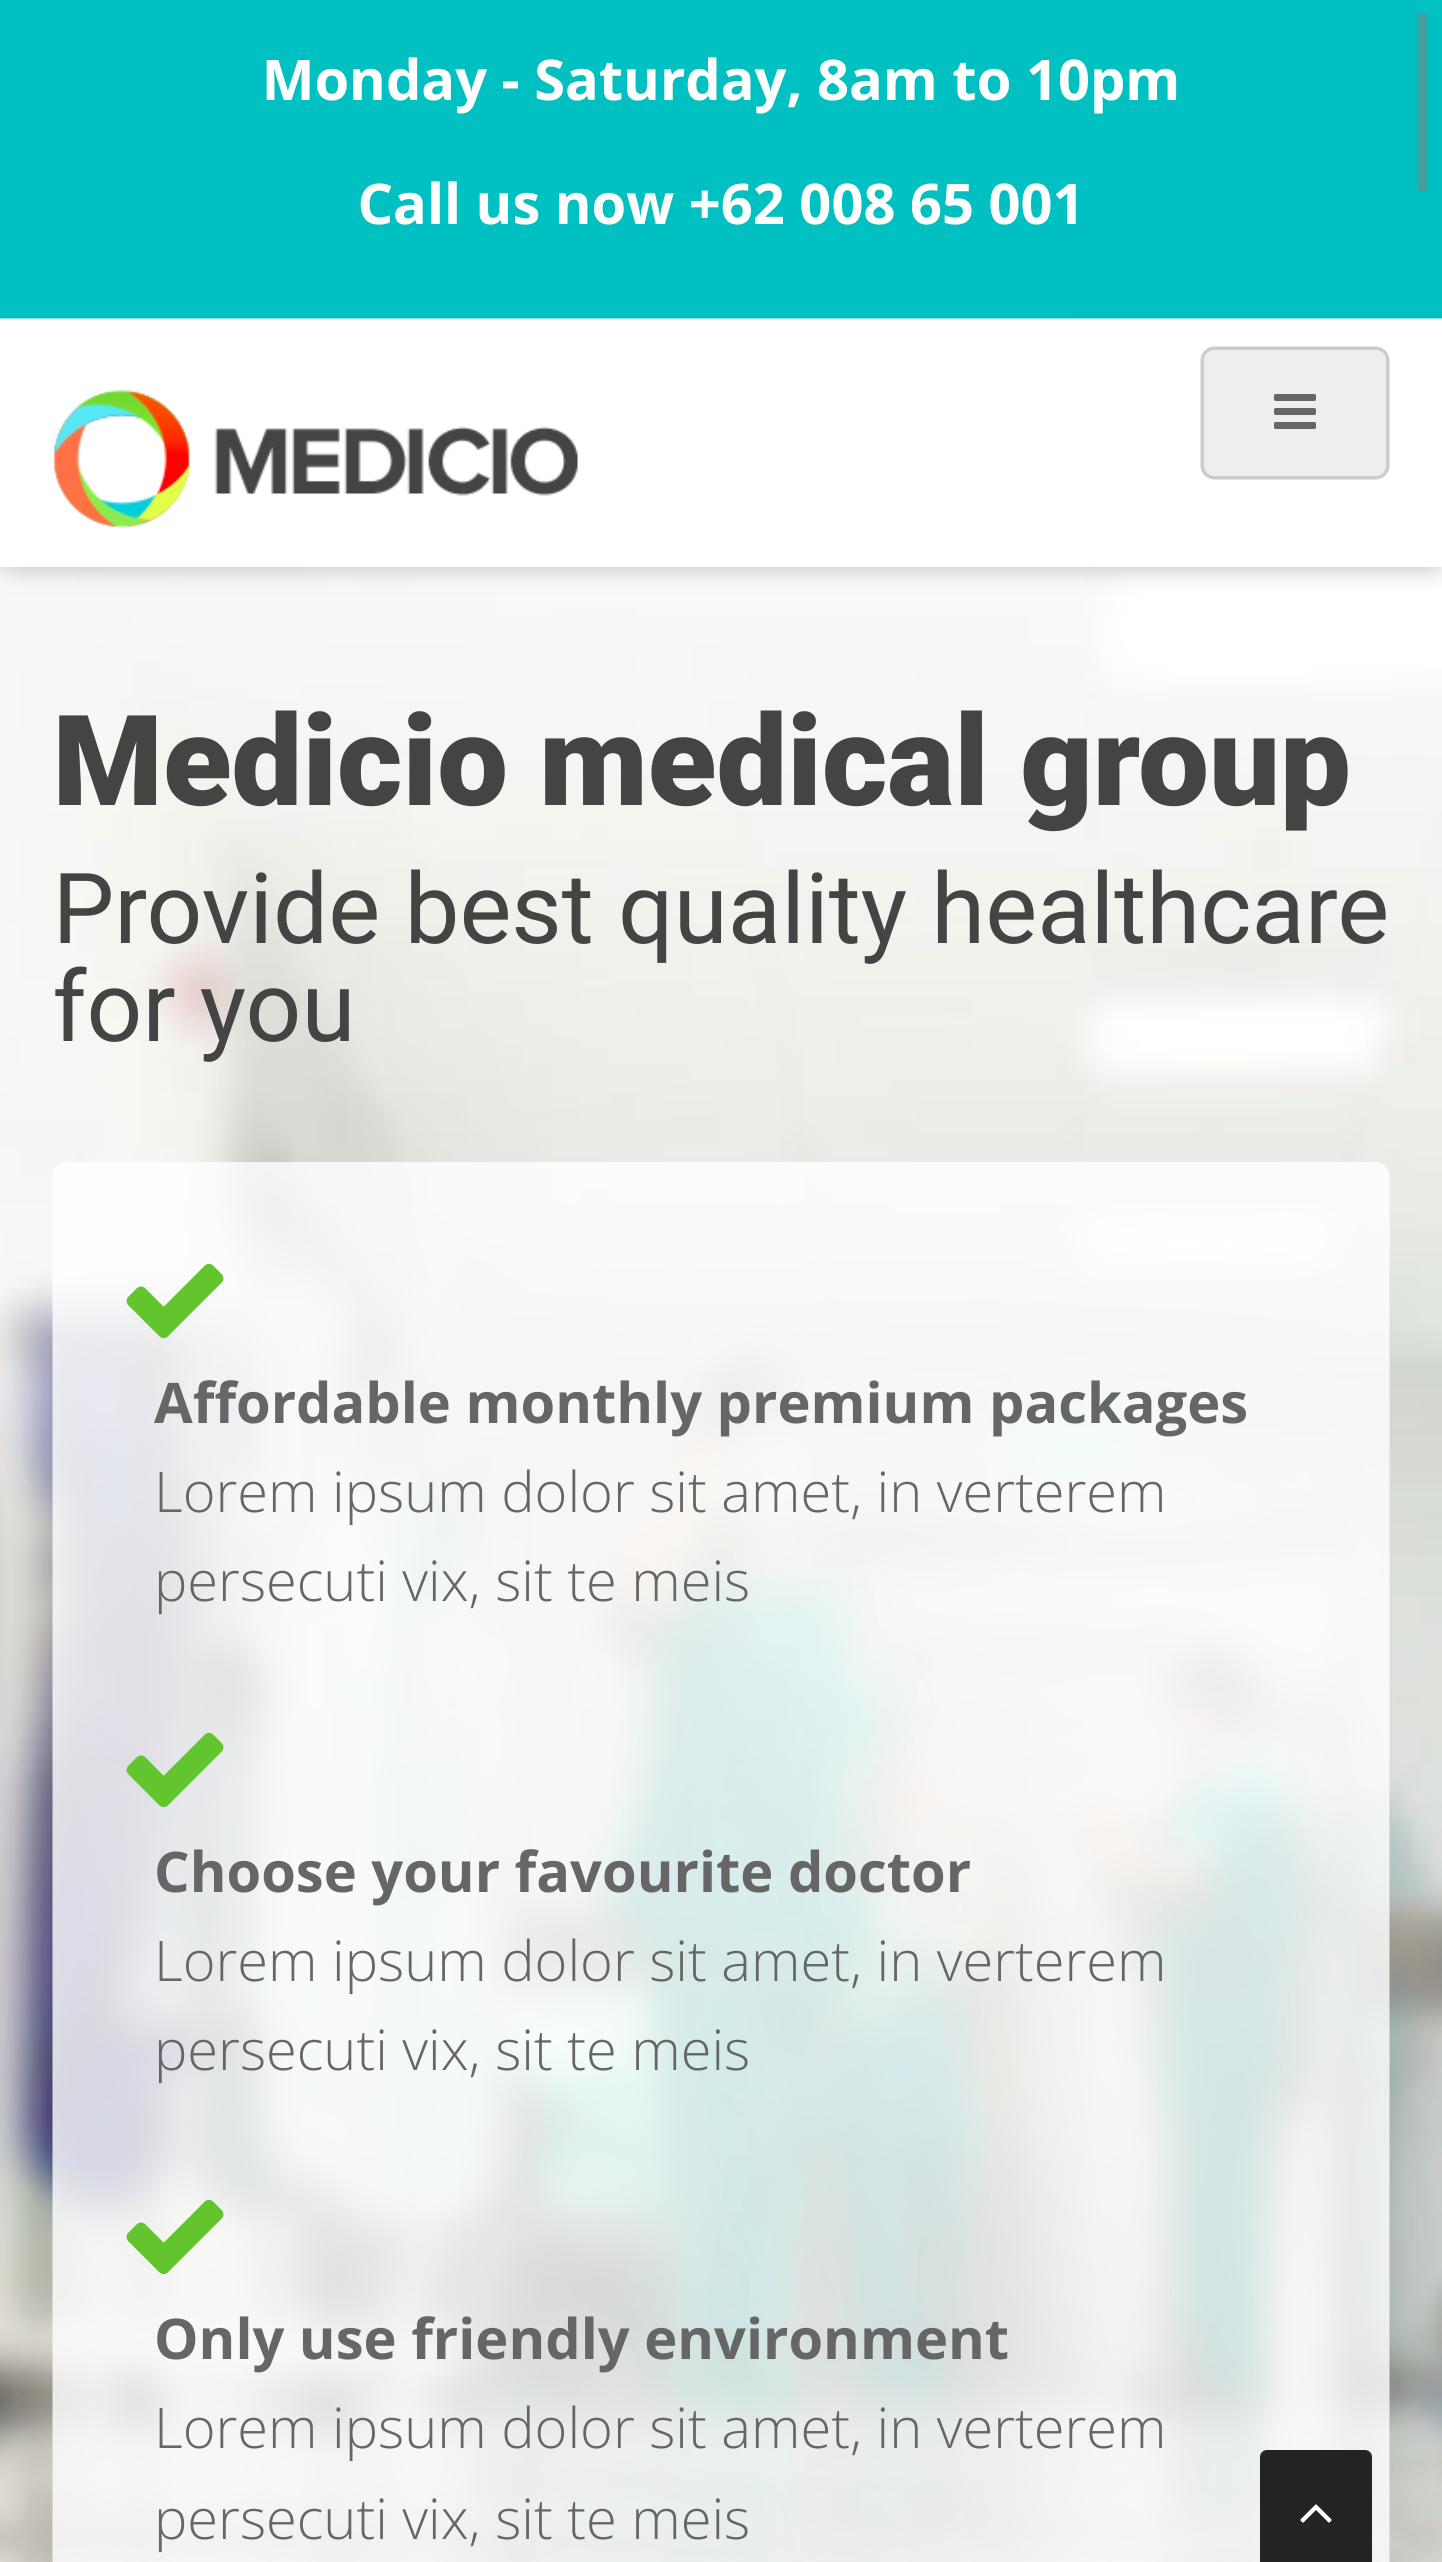 Monday - Saturday, 8am to 10pm
Call us now +62 008 65 001
MEDICIO
Medicio medical group
Provide best quality healthcare
for you
Affordable monthly premium packages
Lorem ipsum dolor sit amet, in verterem
persecuti vix, sit te meis
Choose your favourite doctor
Lorem ipsum dolor sit amet, in verterem
persecuti vix, sit te meis
Only use friendly environment
Lorem ipsum dolor sit amet, in verterem
persecuti vix, sit te meis